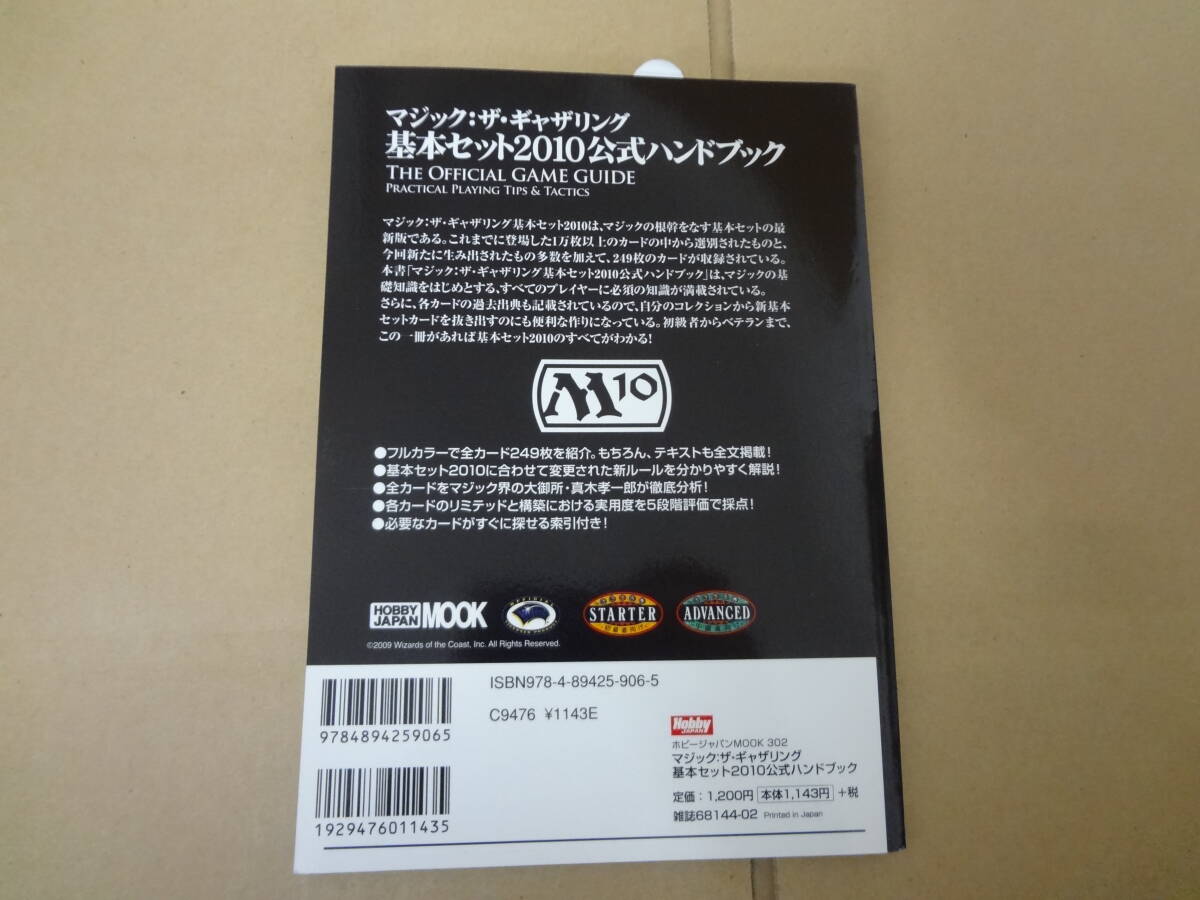 マジック:ザ・ギャザリング
基本セット2010公式ハンドブック
THE OFFICIAL GAME GUIDE
PRACTICAL PLAYING TIPS & TACTICS
マジック:ザ・ギャザリング基本セット2010は、マジックの根幹をなす基本セットの最
新版である。これまでに登場した1万枚以上のカードの中から選別されたものと、
今回新たに生み出されたもの多数を加えて、249枚のカードが収録されている。
本書「マジック:ザ・ギャザリング基本セット2010公式ハンドブック」は、マジックの基
礎知識をはじめとする、すべてのプレイヤーに必須の知識が満載されている。
さらに、各カードの過去出典も記載されているので、自分のコレクションから新基本
セットカードを抜き出すのにも便利な作りになっている。初級者からベテランまで、
この一冊があれば基本セット2010のすべてがわかる!
M10
●フルカラーで全カード249枚を紹介。もちろん、テキストも全文掲載!
●基本セット2010に合わせて変更された新ルールを分かりやすく解説!
●全カードをマジック界の大御所・真木孝一郎が徹底分析!
●各カードのリミテッドと構築における実用度を5段階評価で採点!
●必要なカードがすぐに探せる索引付き!
HOBBY JAPAN MOOK
OFFICIAL
STARTER
ADVANCED
©2009 Wizards of the Coast, Inc. All Rights Reserved.
ISBN978-4-89425-906-5
C9476 ¥1143E
9784894259065
1929476011435
Hobby JAPAN
ホビージャパンMOOK 302
マジック:ザ・ギャザリング
基本セット2010公式ハンドブック
定価:1,200円 本体1,143円 +税
雑誌68144-02 Printed in Japan